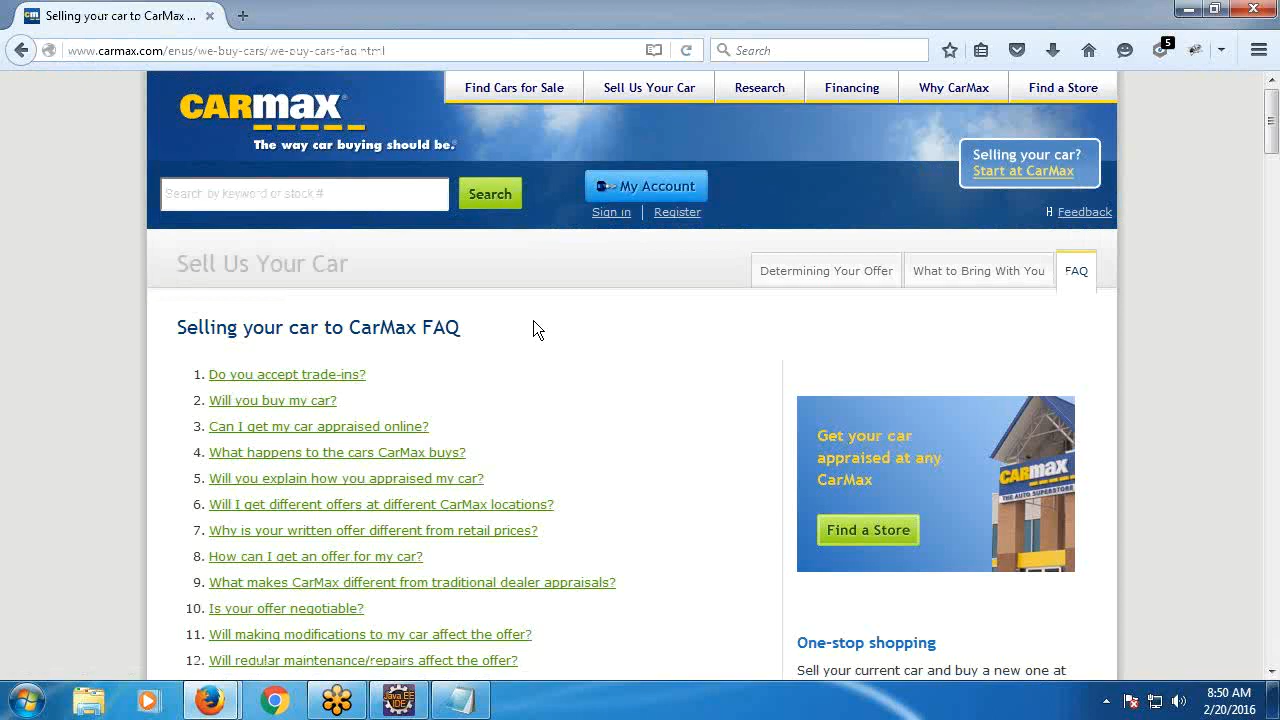 Selling your car to CarMax ...
www.carmax.com/enus/we-buy-cars/we-buy-cars-faq.html
Search
5
Find Cars for Sale
Sell Us Your Car
Research
Financing
Why CarMax
Find a Store
CARMAX
The way car buying should be.
Selling your car?
Start at CarMax
Search by keyword or stock #
Search
My Account
Sign in
Register
Feedback
Sell Us Your Car
Determining Your Offer
What to Bring With You
FAQ
Selling your car to CarMax FAQ
1. Do you accept trade-ins?
2. Will you buy my car?
3. Can I get my car appraised online?
4. What happens to the cars CarMax buys?
5. Will you explain how you appraised my car?
6. Will I get different offers at different CarMax locations?
7. Why is your written offer different from retail prices?
8. How can I get an offer for my car?
9. What makes CarMax different from traditional dealer appraisals?
10. Is your offer negotiable?
11. Will making modifications to my car affect the offer?
12. Will regular maintenance/repairs affect the offer?
Get your car
appraised at any
CarMax
Find a Store
CARMAX
THE AUTO SUPERSTORE
One-stop shopping
Sell your current car and buy a new one at
Java EE
IDE
8:50 AM
2/20/2016